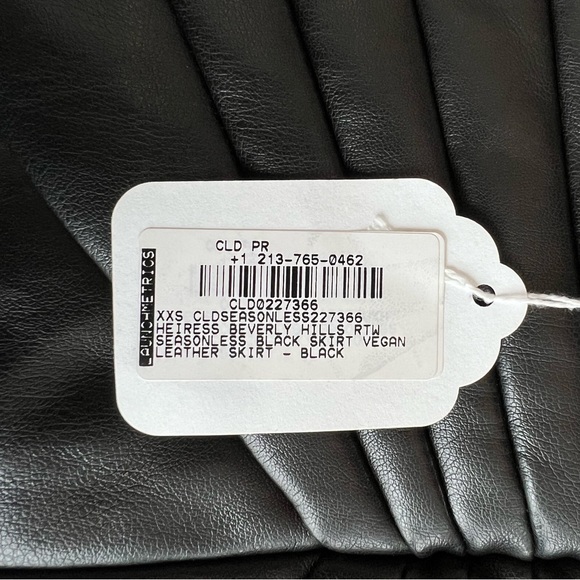 LAUNCHMETRICS
CLD PR
+1 213-765-0462
CLD0227366
XXS CLDSEASONLESS227366
HEIRESS BEVERLY HILLS RTW
SEASONLESS BLACK SKIRT VEGAN
LEATHER SKIRT - BLACK